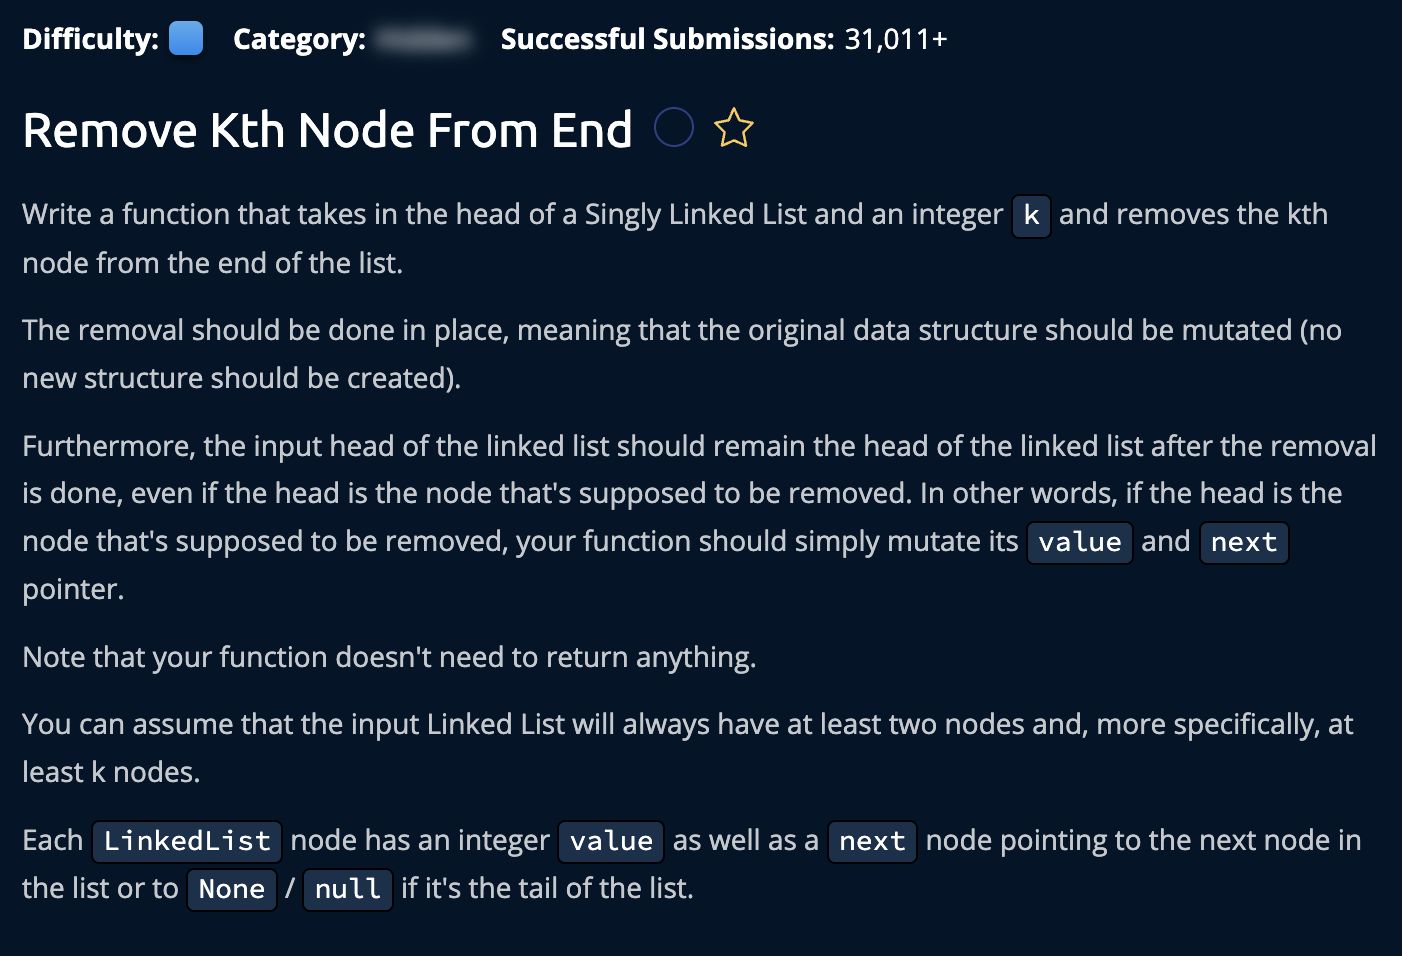 Difficulty: Category: Successful Submissions: 31,011+
Remove Kth Node From End
Write a function that takes in the head of a Singly Linked List and an integer k and removes the kth
node from the end of the list.
The removal should be done in place, meaning that the original data structure should be mutated (no
new structure should be created).
Furthermore, the input head of the linked list should remain the head of the linked list after the removal
is done, even if the head is the node that's supposed to be removed. In other words, if the head is the
node that's supposed to be removed, your function should simply mutate its value and next
pointer.
Note that your function doesn't need to return anything.
You can assume that the input Linked List will always have at least two nodes and, more specifically, at
least k nodes.
Each LinkedList node has an integer value as well as a next node pointing to the next node in
the list or to None / null if it's the tail of the list.